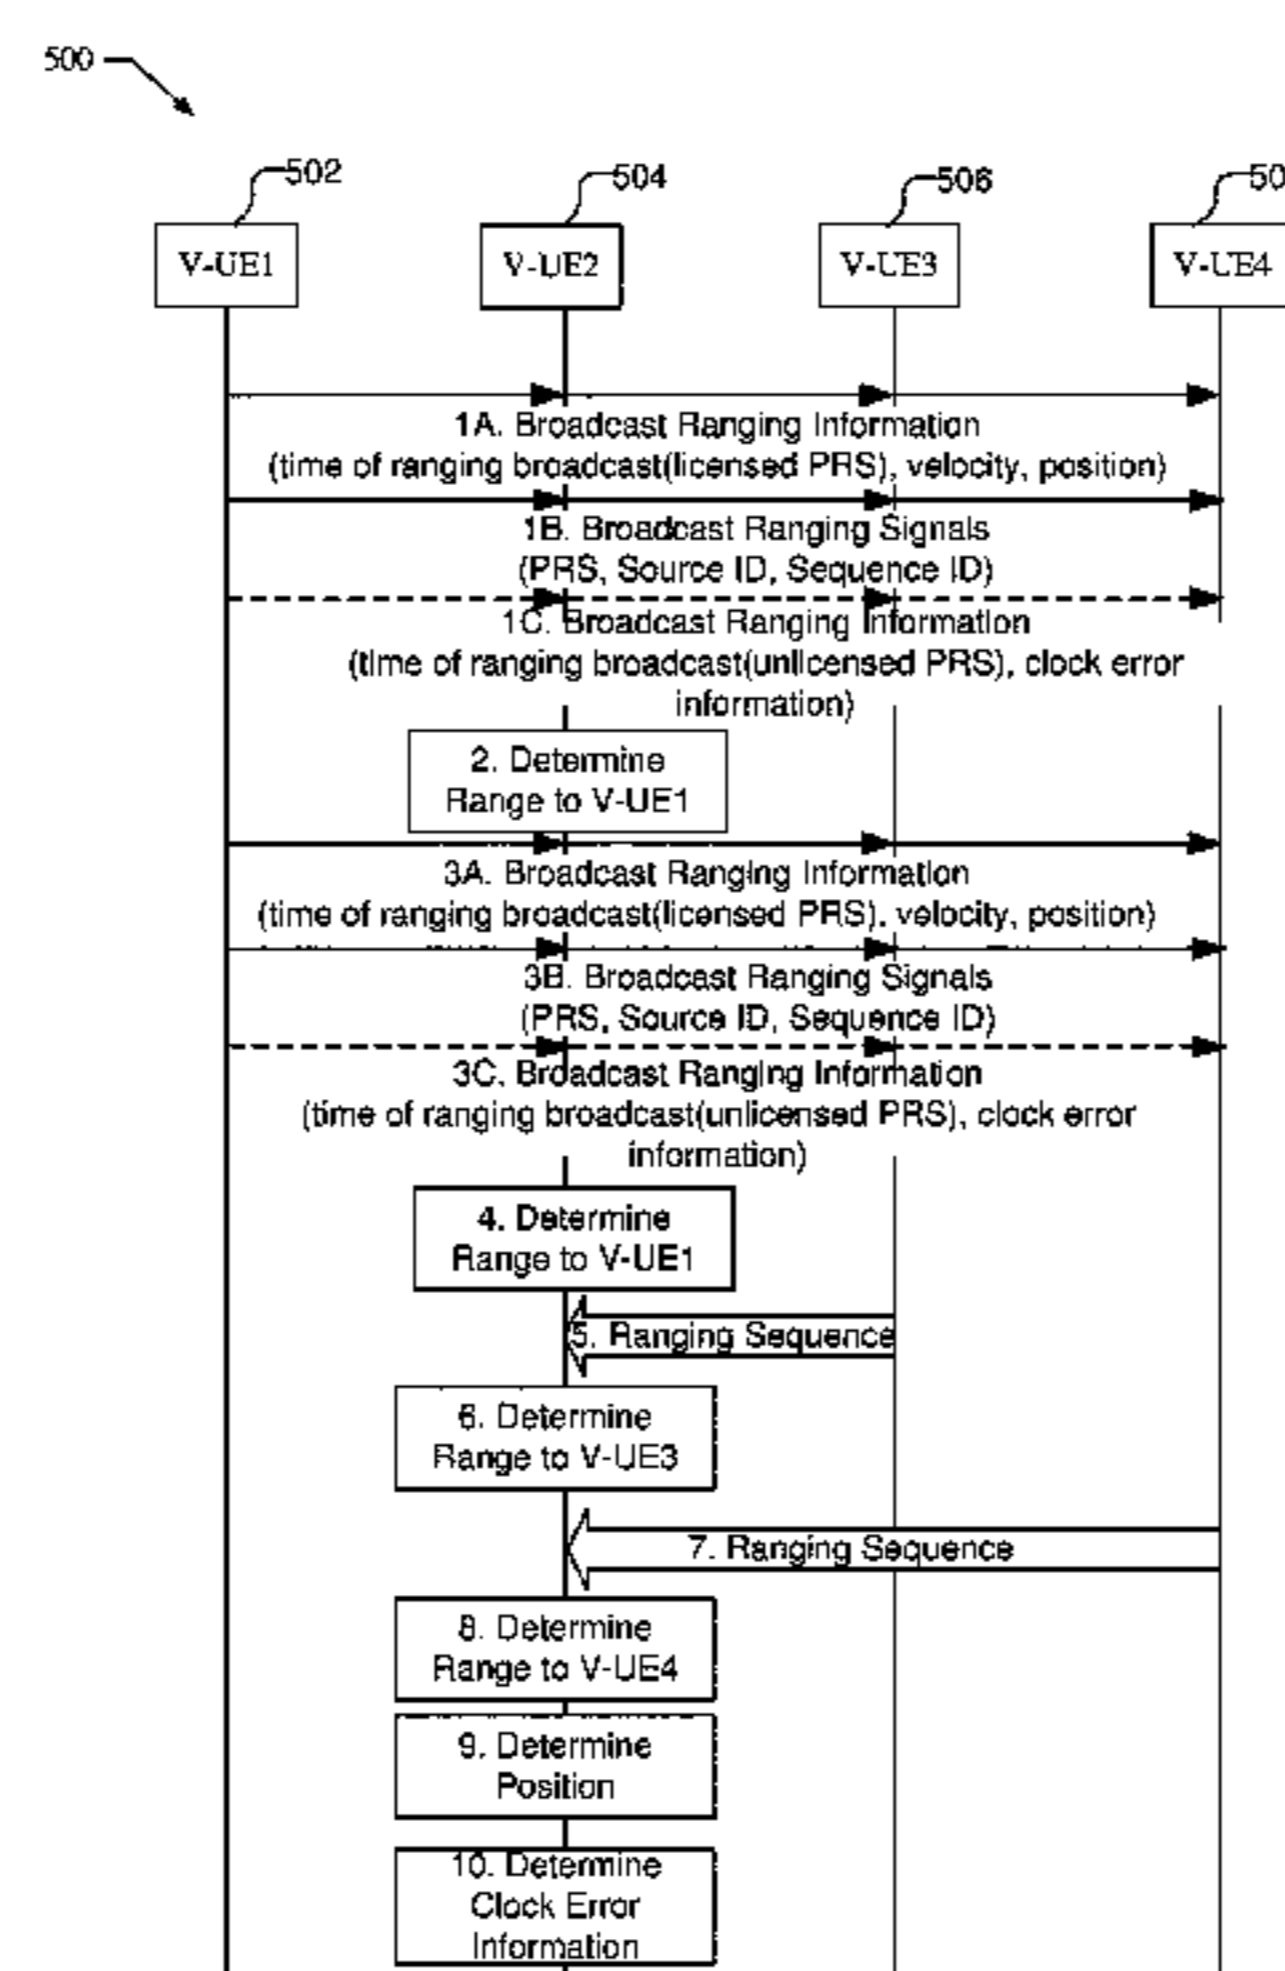 500
502
504
506
50
V-UE1
V-UE2
V-UE3
V-UE4
1A. Broadcast Ranging Information
(time of ranging broadcast(licensed PRS), velocity, position)
1B. Broadcast Ranging Signals
(PRS, Source ID, Sequence ID)
1C. Broadcast Ranging Information
(time of ranging broadcast(unlicensed PRS), clock error
information)
2. Determine
Range to V-UE1
3A. Broadcast Ranging Information
(time of ranging broadcast(licensed PRS), velocity, position)
3B. Broadcast Ranging Signals
(PRS, Source ID, Sequence ID)
3C. Broadcast Ranging Information
(time of ranging broadcast(unlicensed PRS), clock error
information)
4. Determine
Range to V-UE1
5. Ranging Sequence
6. Determine
Range to V-UE3
7. Ranging Sequence
8. Determine
Range to V-UE4
9. Determine
Position
10. Determine
Clock Error
Information